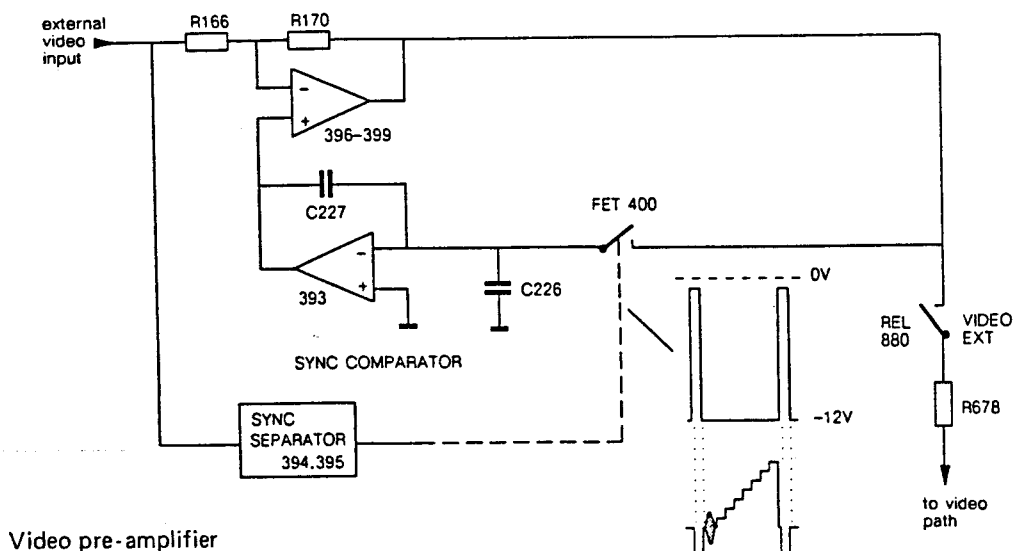 external
video
input
R166
R170
-
+
396-399
C227
FET 400
393
-
+
C226
0V
SYNC COMPARATOR
REL
880
VIDEO
EXT
-12V
R678
SYNC
SEPARATOR
394.395
to video
path
Video pre-amplifier